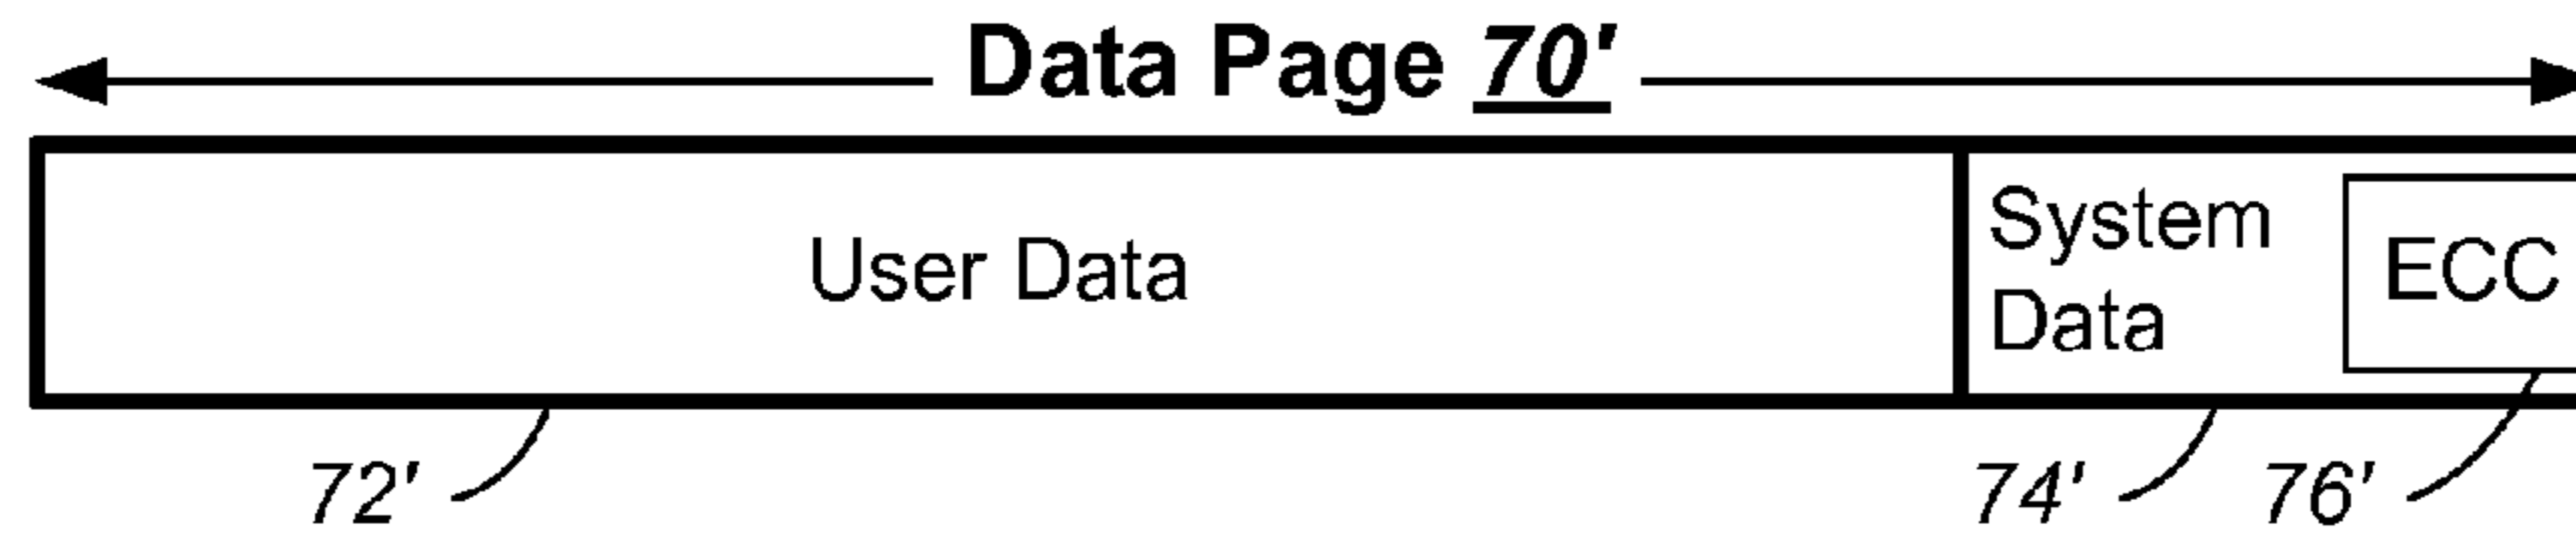 Data Page 70'
User Data
System
Data
ECC
72'
74'
76'